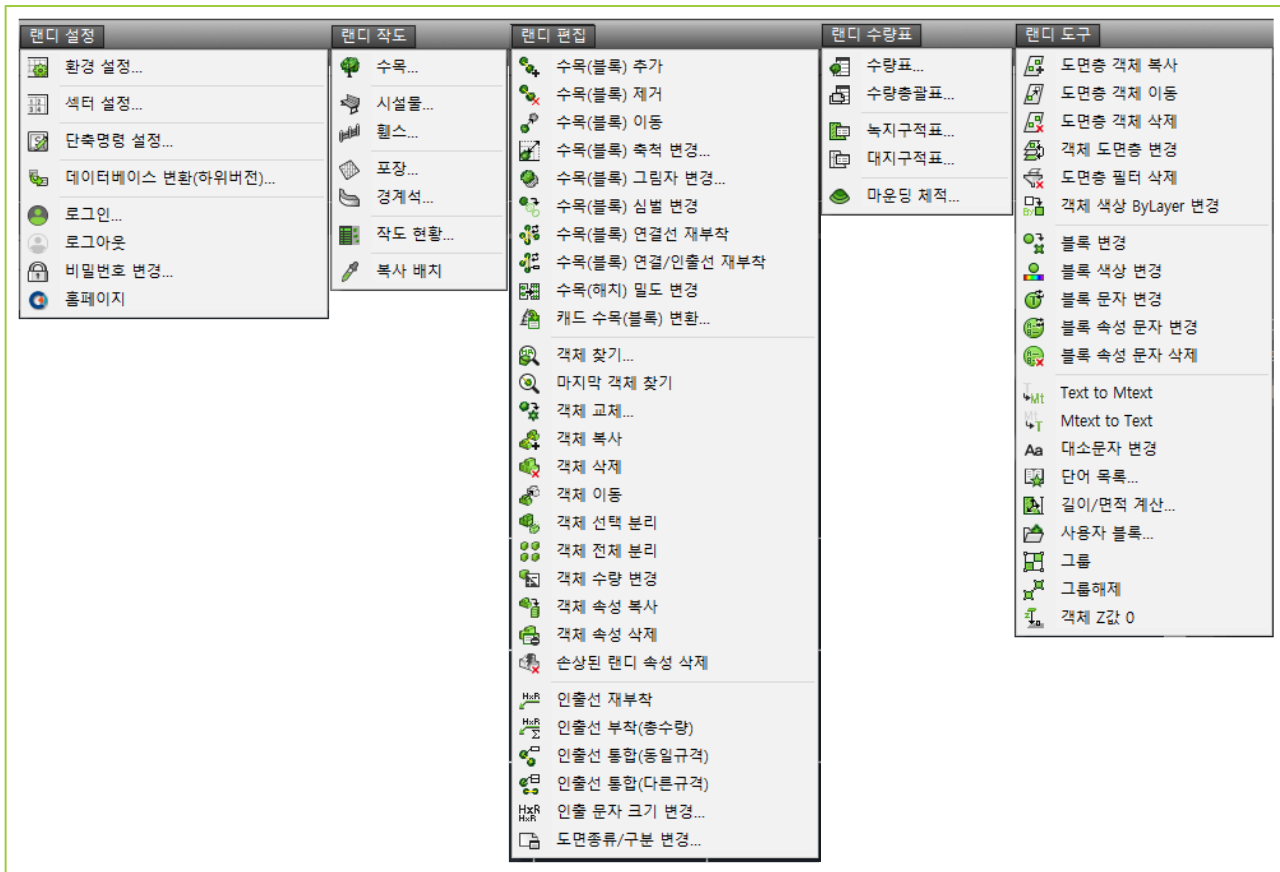 랜디 설정
환경 설정...
섹터 설정...
단축명령 설정...
데이터베이스 변환(하위버전)...
로그인...
로그아웃
비밀번호 변경...
홈페이지
랜디 작도
수목...
시설물...
휀스...
포장...
경계석...
작도 현황...
복사 배치
랜디 편집
수목(블록) 추가
수목(블록) 제거
수목(블록) 이동
수목(블록) 축척 변경...
수목(블록) 그림자 변경...
수목(블록) 심벌 변경
수목(블록) 연결선 재부착
수목(블록) 연결/인출선 재부착
수목(해치) 밀도 변경
캐드 수목(블록) 변환...
객체 찾기...
마지막 객체 찾기
객체 교체...
객체 복사
객체 삭제
객체 이동
객체 선택 분리
객체 전체 분리
객체 수량 변경
객체 속성 복사
객체 속성 삭제
손상된 랜디 속성 삭제
인출선 재부착
인출선 부착(총수량)
인출선 통합(동일규격)
인출선 통합(다른규격)
인출 문자 크기 변경...
도면종류/구분 변경...
랜디 수량표
수량표...
수량총괄표...
녹지구적표...
대지구적표...
마운딩 체적...
랜디 도구
도면층 객체 복사
도면층 객체 이동
도면층 객체 삭제
객체 도면층 변경
도면층 필터 삭제
객체 색상 ByLayer 변경
블록 변경
블록 색상 변경
블록 문자 변경
블록 속성 문자 변경
블록 속성 문자 삭제
Text to Mtext
Mtext to Text
대소문자 변경
단어 목록...
길이/면적 계산...
사용자 블록...
그룹
그룹해제
객체 Z값 0